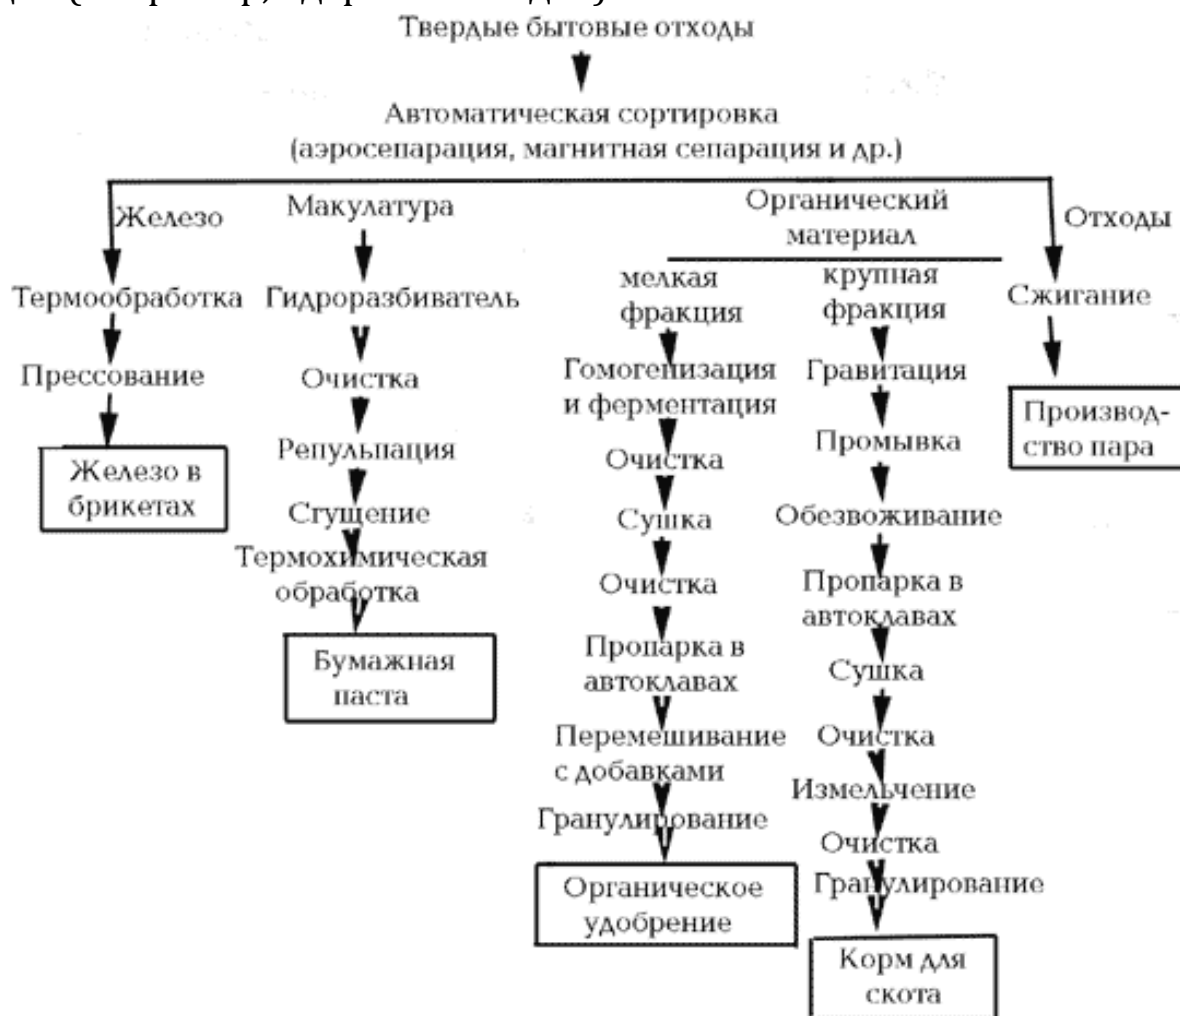 Твердые бытовые отходы
Автоматическая сортировка
(аэросепарация, магнитная сепарация и др.)
Железо
Термообработка
Прессование
Железо в
брикетах
Макулатура
Гидроразбиватель
Очистка
Репульпация
Сгущение
Термохимическая
обработка
Бумажная
паста
Органический
материал
мелкая
фракция
Гомогенизация
и ферментация
Очистка
Сушка
Очистка
Пропарка в
автоклавах
Перемешивание
с добавками
Гранулирование
Органическое
удобрение
крупная
фракция
Гравитация
Промывка
Обезвоживание
Пропарка в
автоклавах
Сушка
Очистка
Измельчение
Очистка
Гранулирование
Корм для
скота
Отходы
Сжигание
Производ-
ство пара